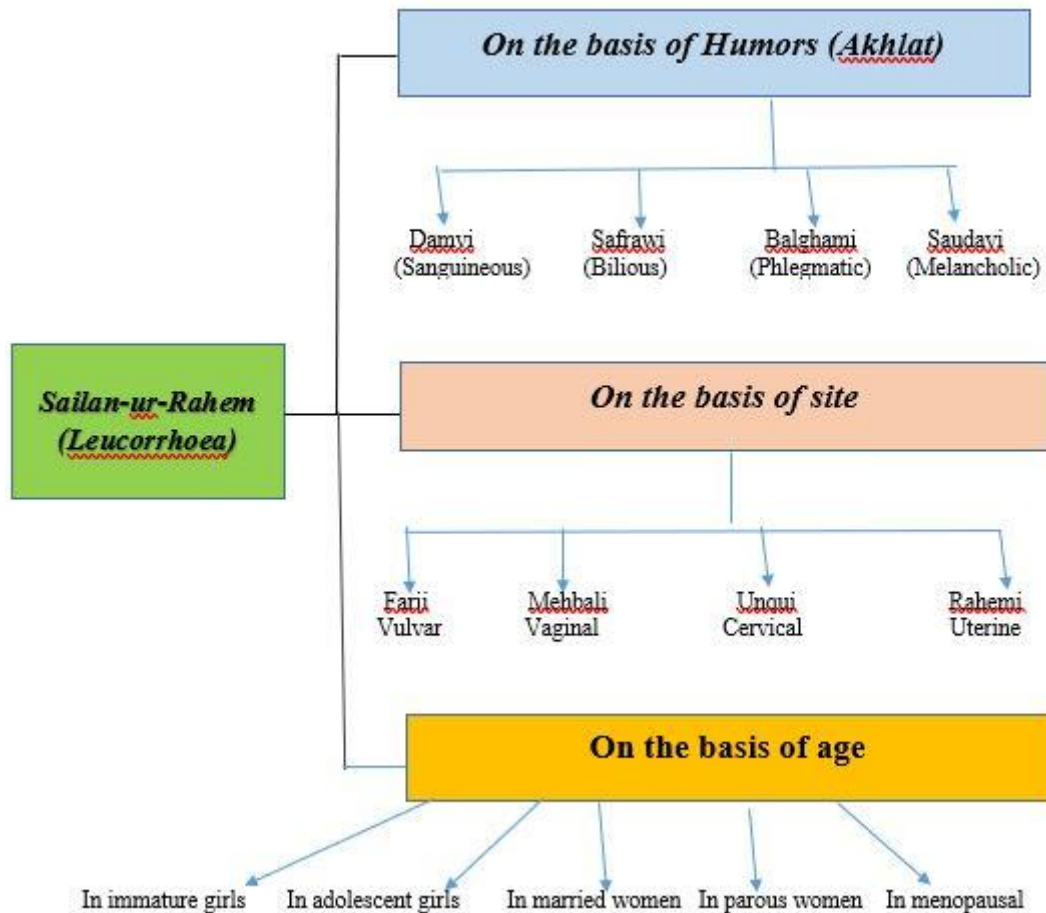 On the basis of Humors (Akhlat)
Damvi
(Sanguineous)
Safrawi
(Bilious)
Balghami
(Phlegmatic)
Saudavi
(Melancholic)
Sailan-ur-Rahem
(Leucorrhoea)
On the basis of site
Farji
Vulvar
Mehbali
Vaginal
Unqui
Cervical
Rahemi
Uterine
On the basis of age
In immature girls
In adolescent girls
In married women
In parous women
In menopausal